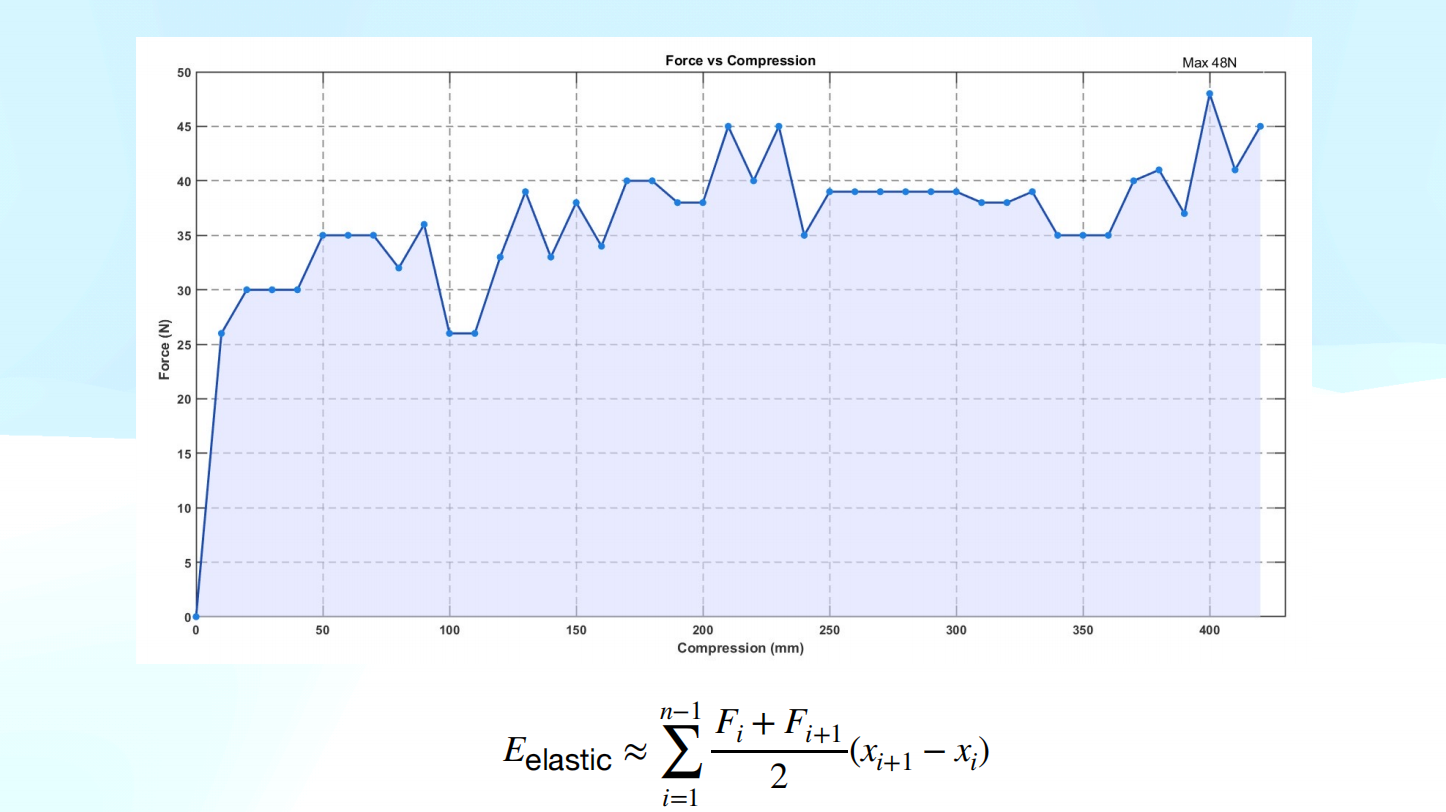 Force vs Compression
Max 48N
50
45
40
35
30
25
20
15
10
5
0
Force (N)
0 50 100 150 200 250 300 350 400
Compression (mm)
E_elastic ≈ ∑_{i=1}^{n−1} \frac{F_i + F_{i+1}}{2} (x_{i+1} − x_i)